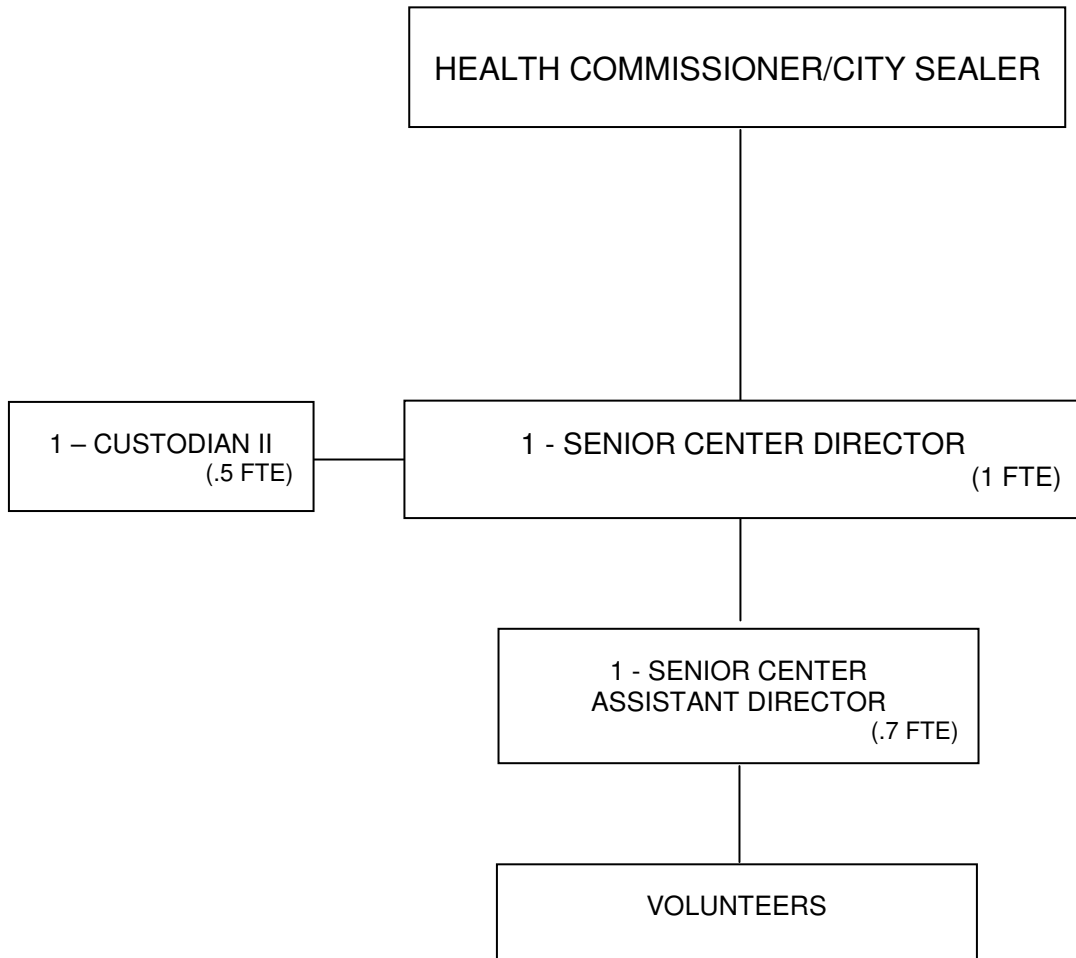 HEALTH COMMISSIONER/CITY SEALER
1 – CUSTODIAN II
(.5 FTE)
1 - SENIOR CENTER DIRECTOR
(1 FTE)
1 - SENIOR CENTER
ASSISTANT DIRECTOR
(.7 FTE)
VOLUNTEERS